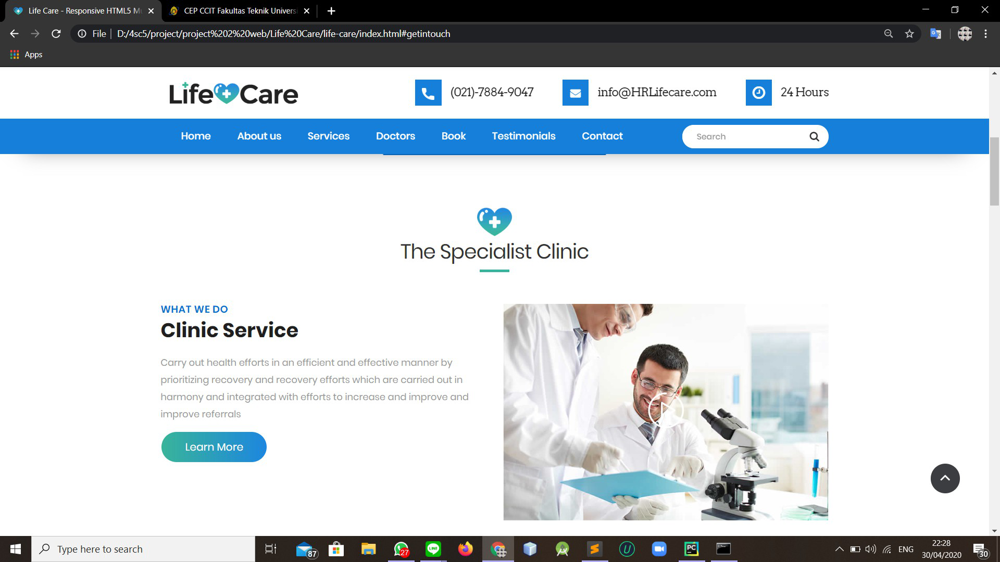 Life Care - Responsive HTML5 Mu
CEP CCIT Fakultas Teknik Universi
File
D:/4sc5/project/project%202%20web/Life%20Care/life-care/index.html#getintouch
Apps
Life Care
(021)-7884-9047
info@HRLifecare.com
24 Hours
Home
About us
Services
Doctors
Book
Testimonials
Contact
Search
The Specialist Clinic
WHAT WE DO
Clinic Service
Carry out health efforts in an efficient and effective manner by
prioritizing recovery and recovery efforts which are carried out in
harmony and integrated with efforts to increase and improve and
improve referrals
Learn More
Type here to search
87
27
LINE
U
PC
ENG
22:28
30/04/2020
30